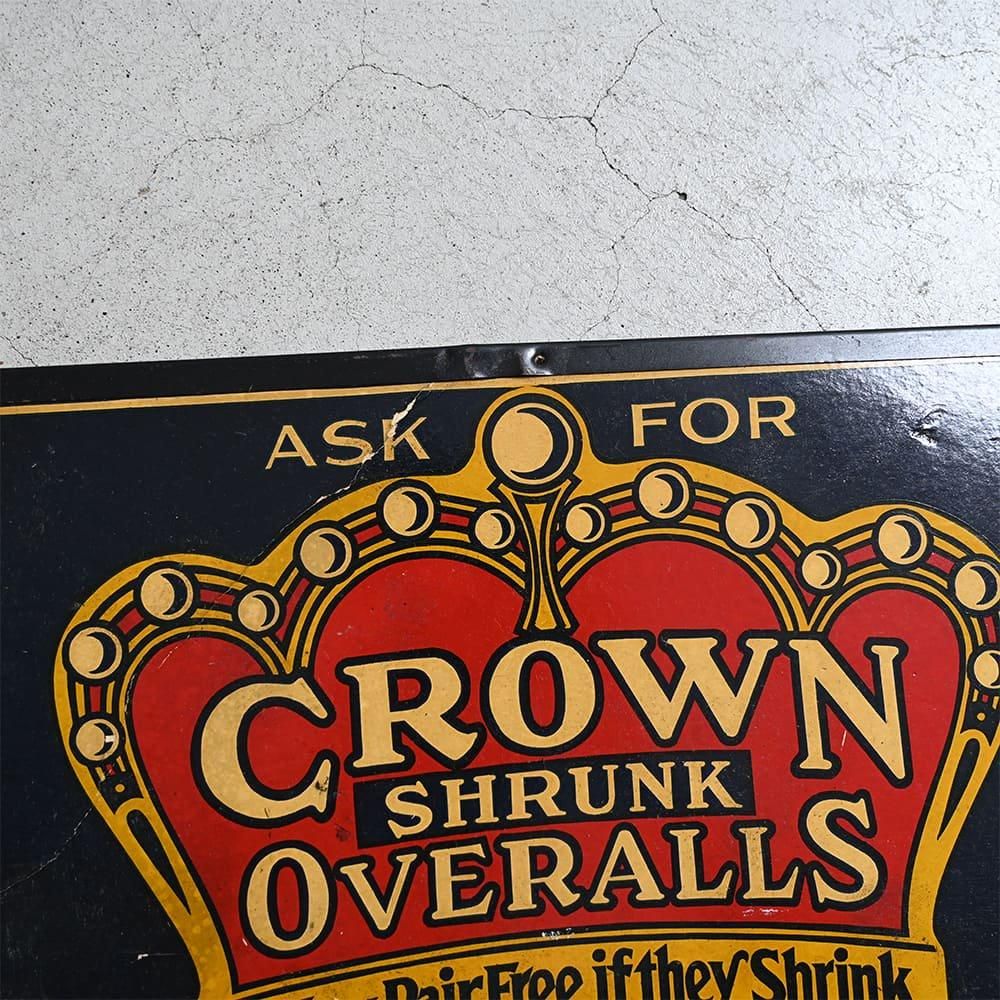 ASK FOR
CROWN
SHRUNK
OVERALLS
Pair Free if they Shrink